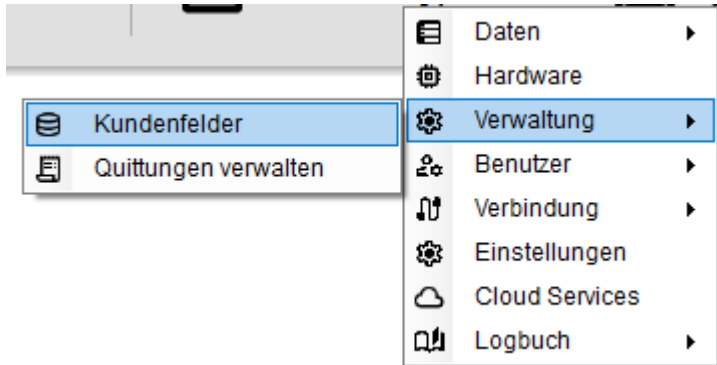 Daten
Hardware
Kundenfelder
Verwaltung
Quittungen verwalten
Benutzer
Verbindung
Einstellungen
Cloud Services
Logbuch